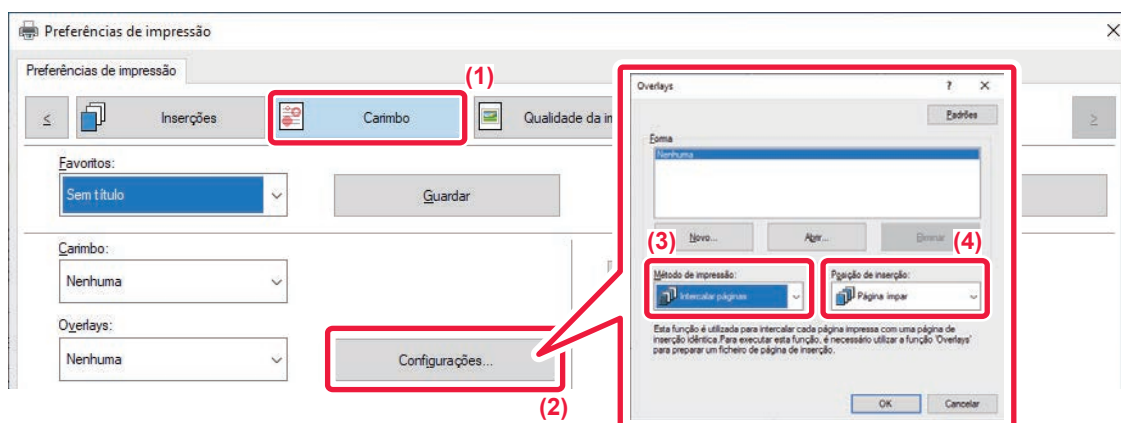 Preferências de impressão
Preferências de impressão
(1)
<
Inserções
Carimbo
Qualidade da im
>
Favoritos:
Sem título
Guardar
Carimbo:
Nenhuma
Overlays:
Nenhuma
Configurações...
(2)
Overlays
?
Padrões
Forma
Nenhuma
Novo...
Abrir...
Eliminar
(3)
(4)
Método de impressão:
Posição de inserção:
Intercalar páginas
Página ímpar
Esta função é utilizada para intercalar cada página impressa com uma página de
inserção idêntica.Para executar esta função, é necessário utilizar a função 'Overlays'
para preparar um ficheiro de página de inserção.
OK
Cancelar